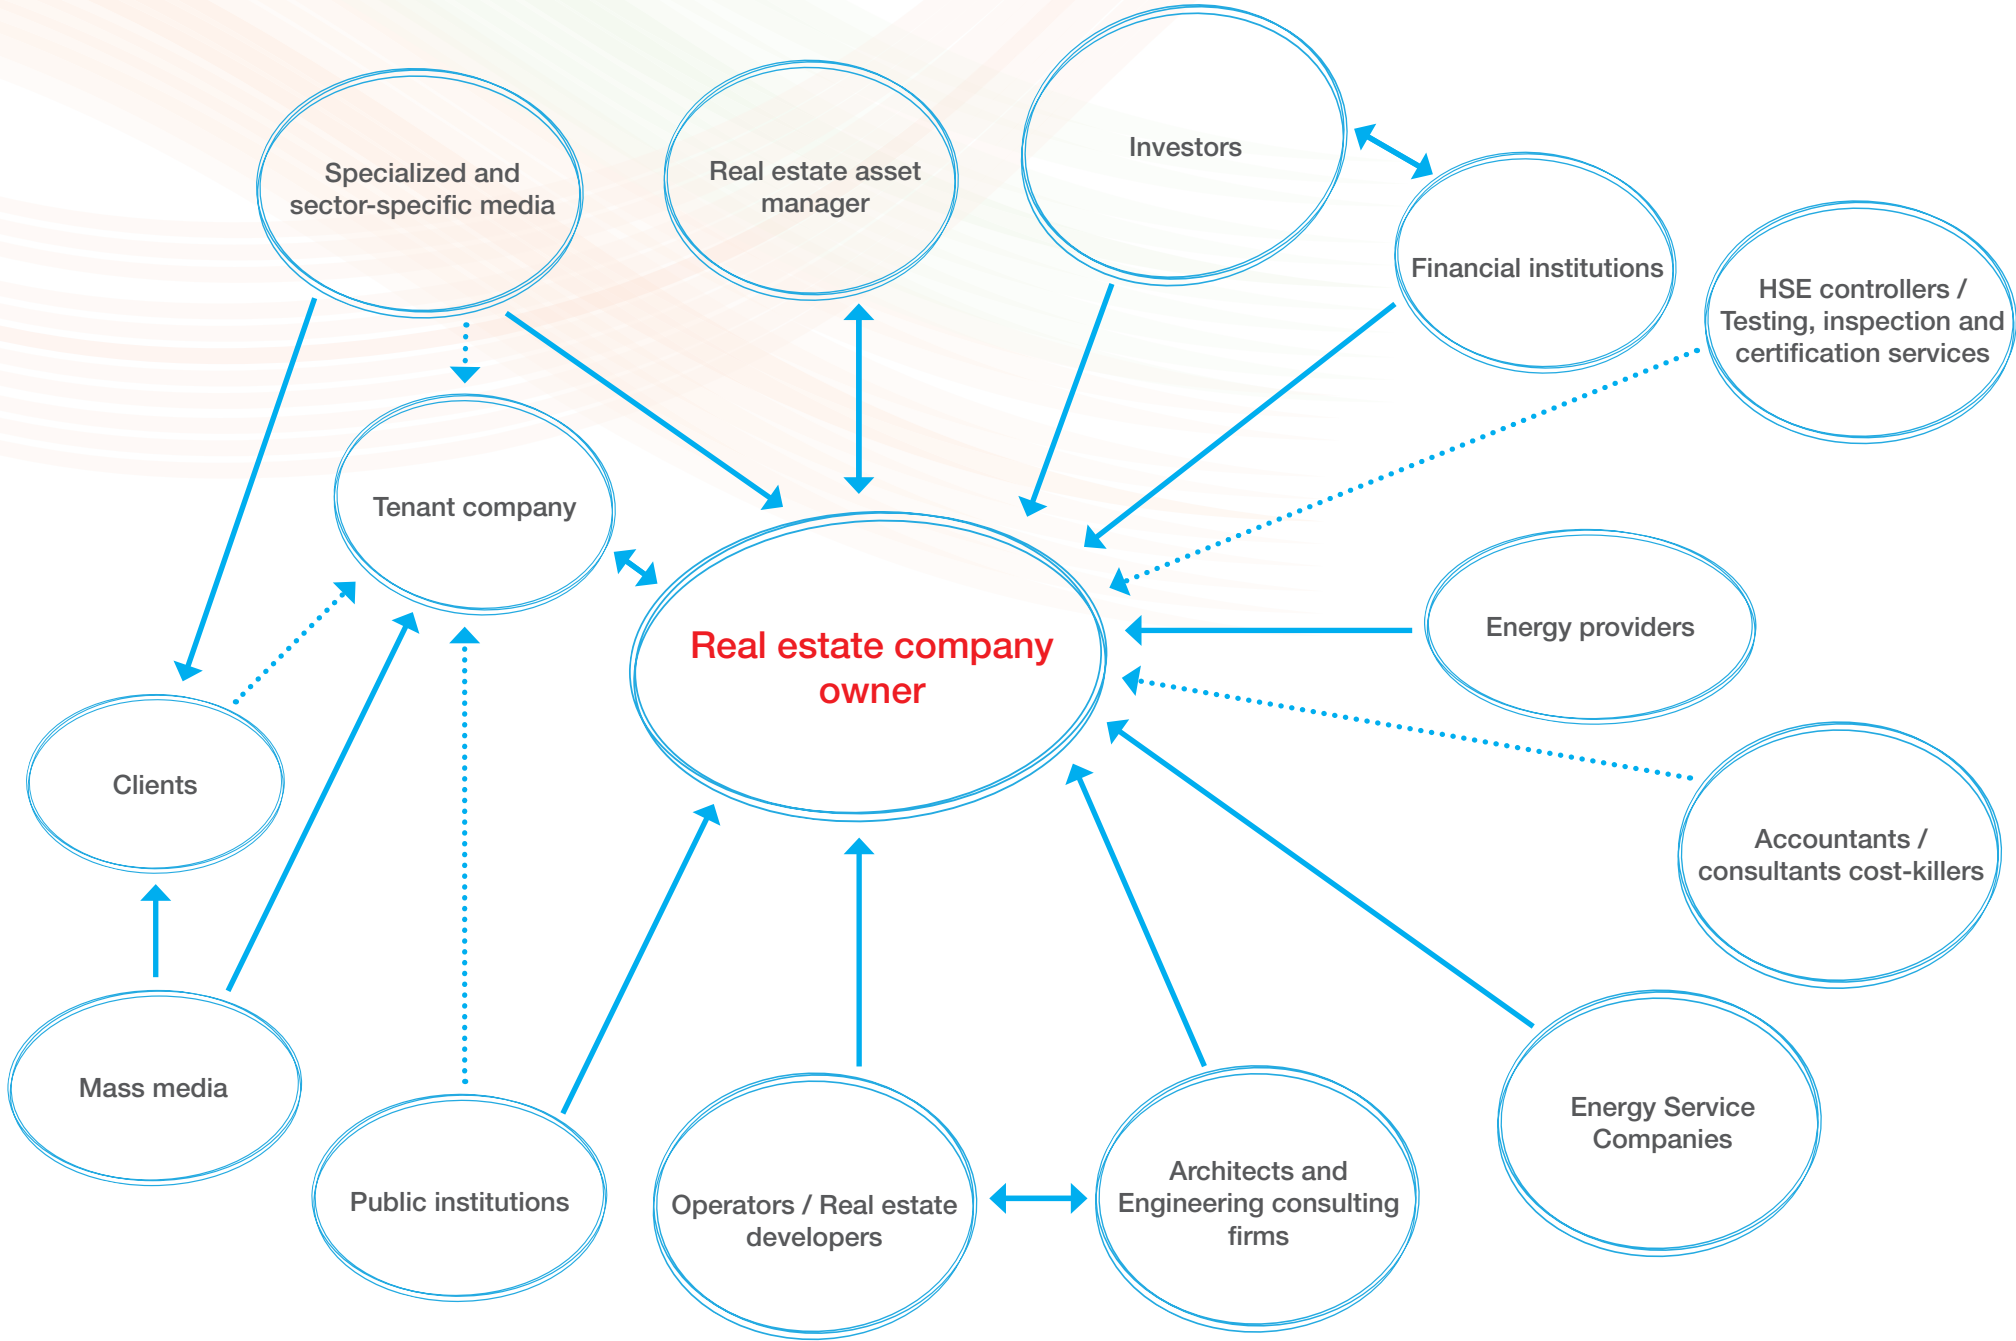 Specialized and
sector-specific media
Real estate asset
manager
Investors
Financial institutions
HSE controllers /
Testing, inspection and
certification services
Tenant company
Real estate company
owner
Energy providers
Clients
Accountants /
consultants cost-killers
Mass media
Public institutions
Operators / Real estate
developers
Architects and
Engineering consulting
firms
Energy Service
Companies